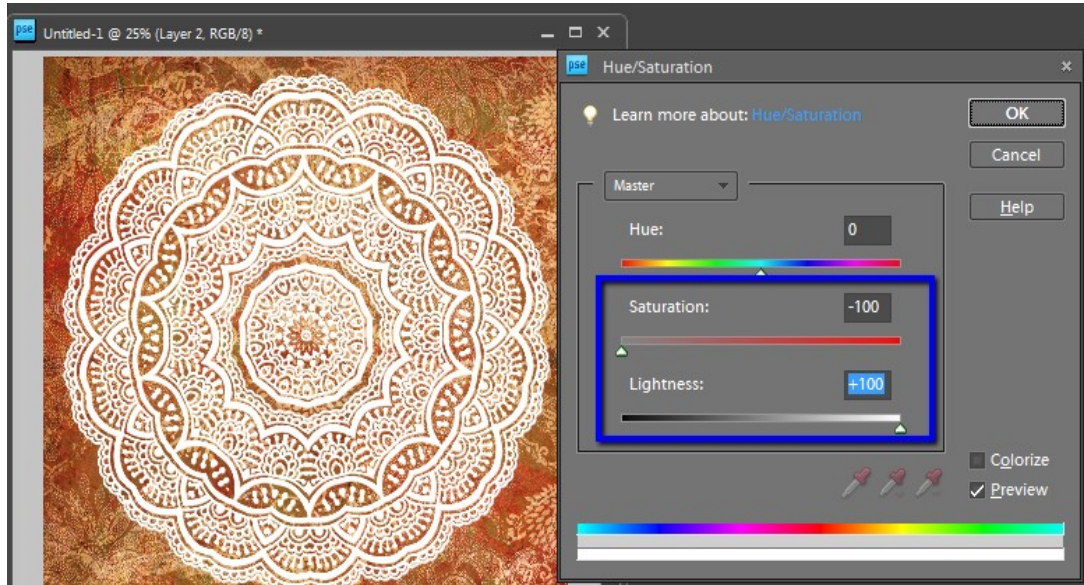 pse Untitled-1 @ 25% (Layer 2, RGB/8) *
pse Hue/Saturation
Learn more about: Hue/Saturation
OK
Cancel
Help
Master
Hue: 0
Saturation: -100
Lightness: +100
Colorize
Preview